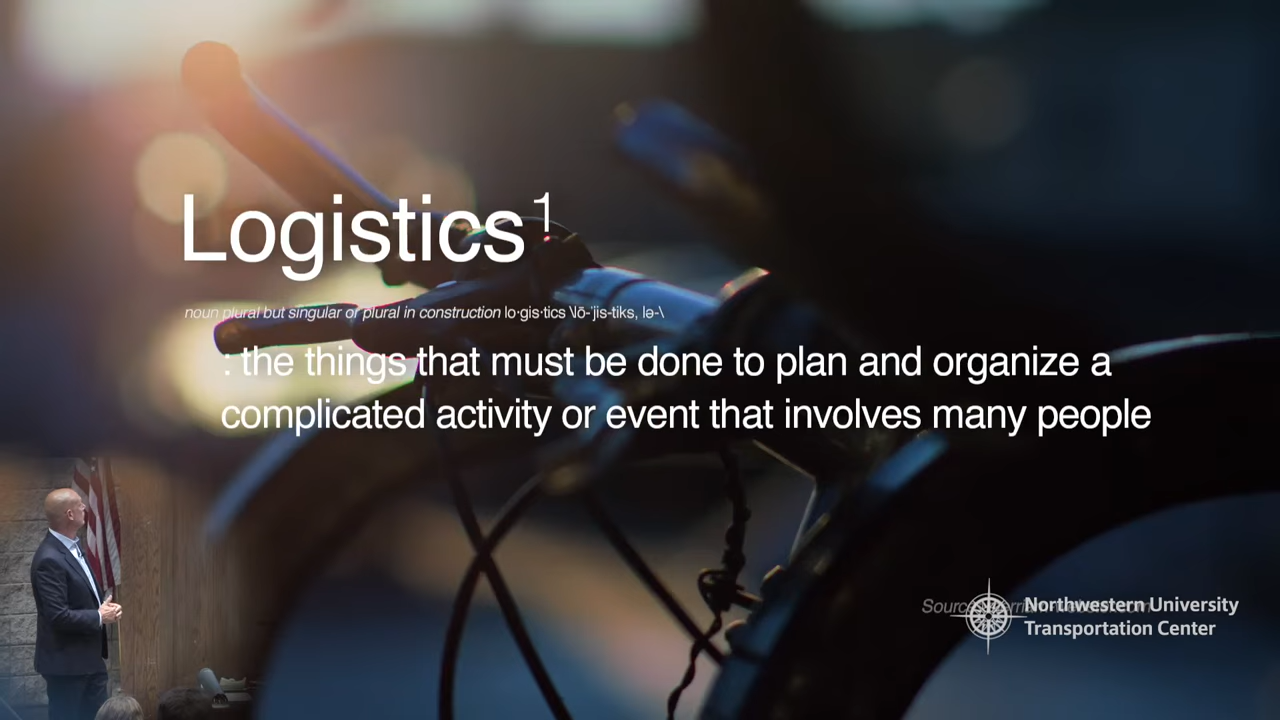 Logistics¹
noun plural but singular or plural in construction lo·gis·tics \lō-ˈjis-tiks, lə-\
: the things that must be done to plan and organize a
complicated activity or event that involves many people
Northwestern University
Transportation Center